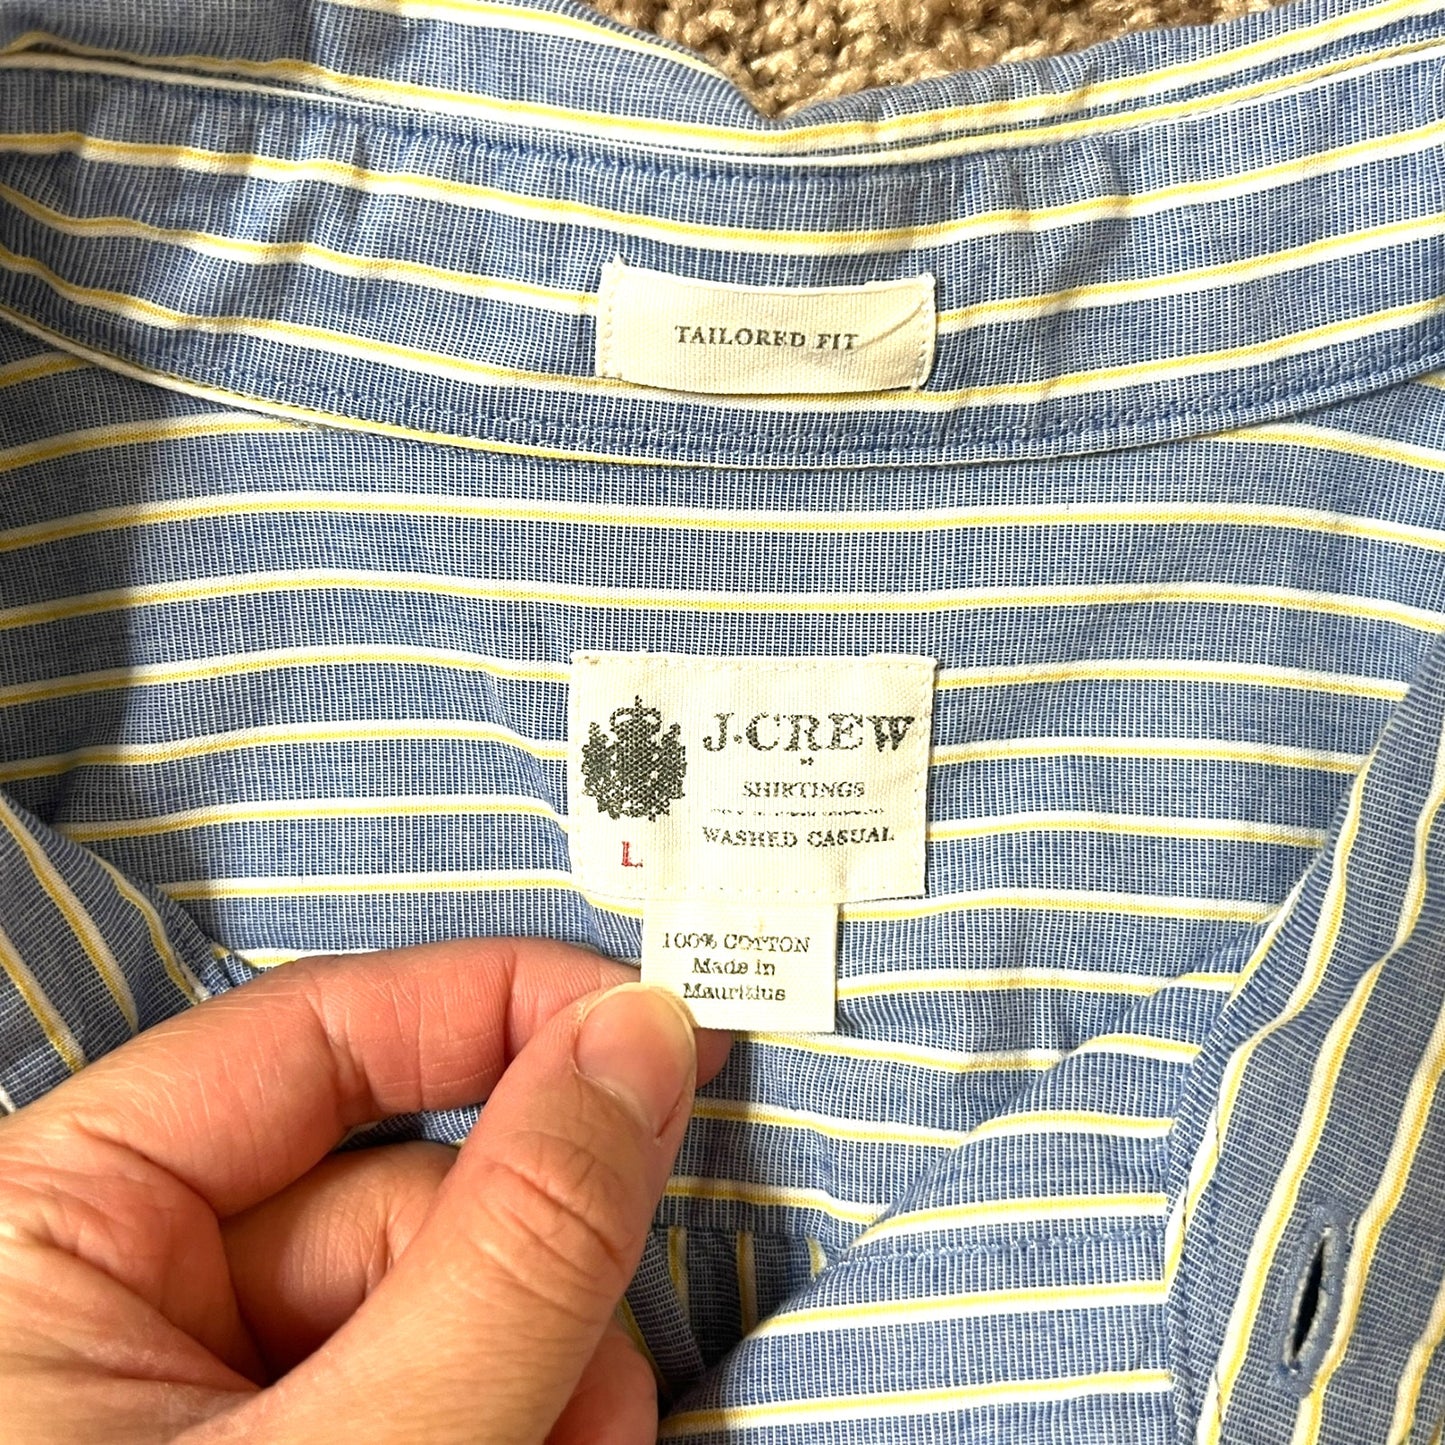 TAILORED FIT
J.CREW
SHIRTINGS
WASHED CASUAL
L
100% COTTON
Made in
Mauritius